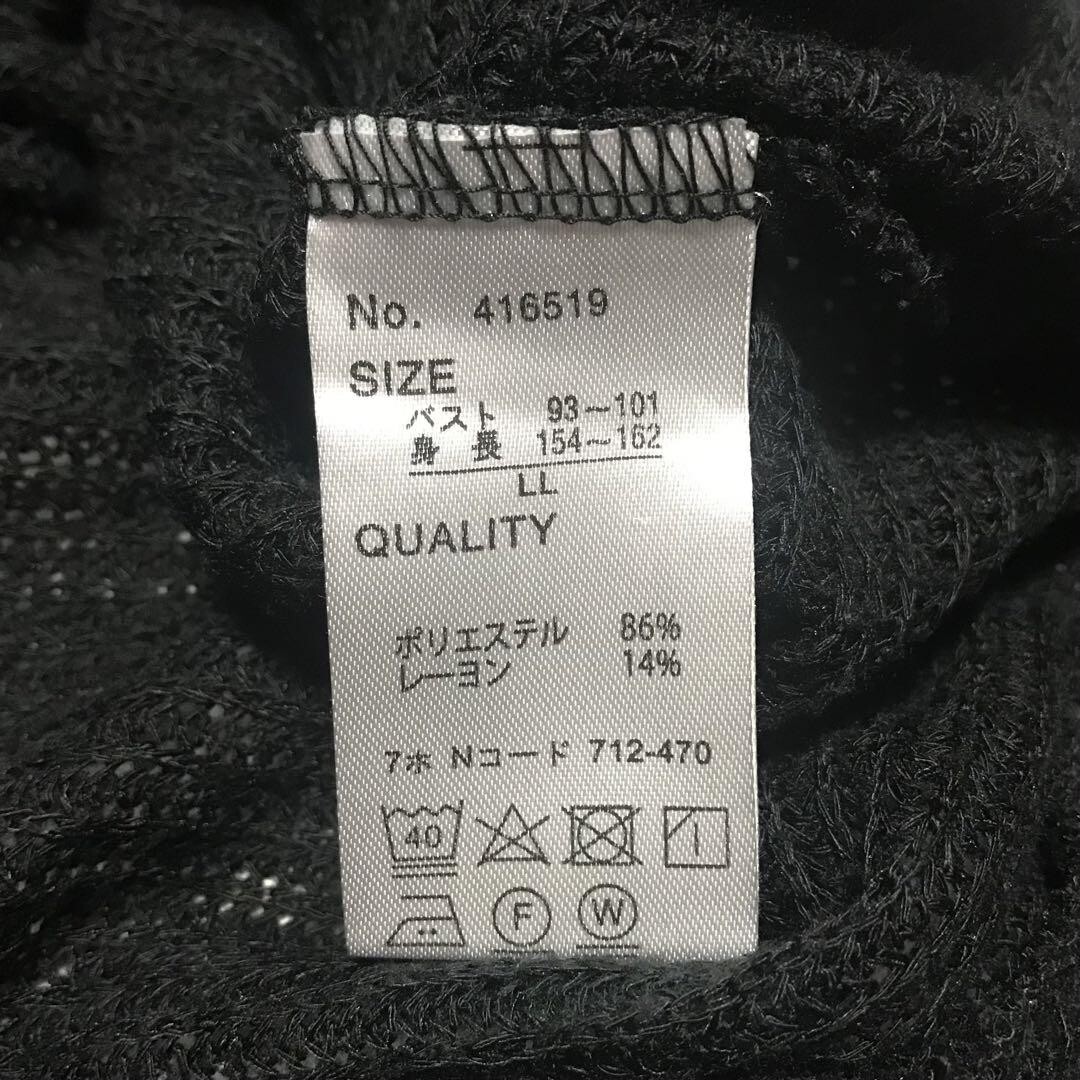 No. 416519
SIZE
バスト 93～101
身長 154～162
LL
QUALITY
ポリエステル 86%
レーヨン 14%
7ホ Nコード 712-470
40
F W